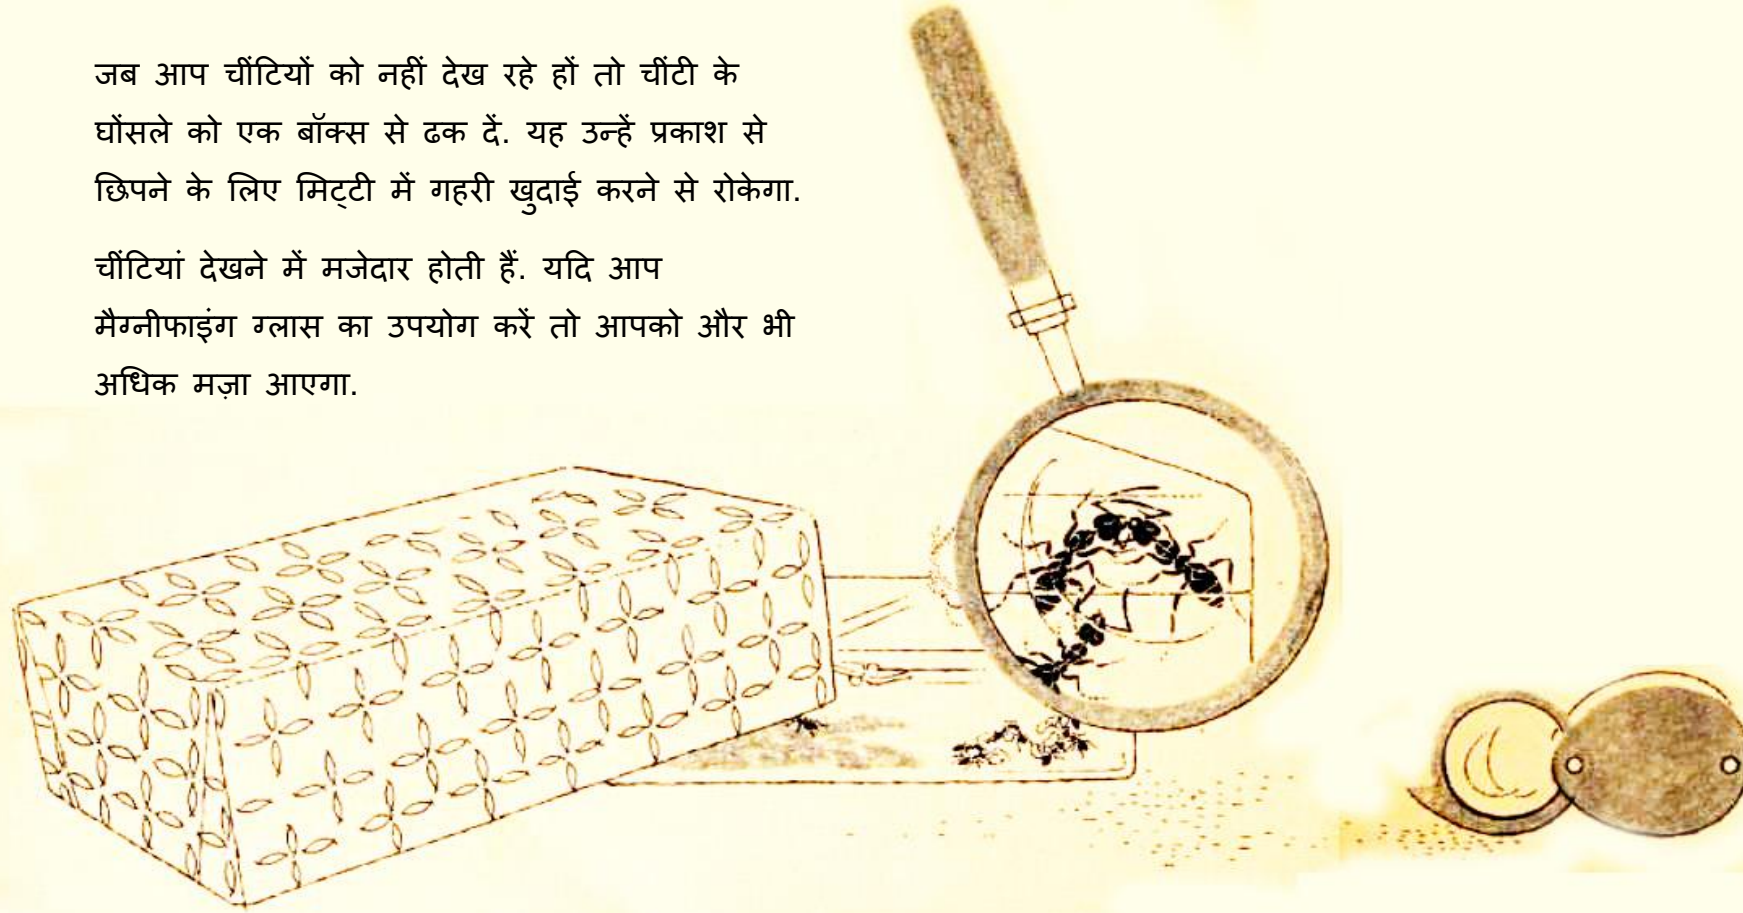 जब आप चींटियों को नहीं देख रहे हों तो चींटी के
घोंसले को एक बॉक्स से ढक दें. यह उन्हें प्रकाश से
छिपने के लिए मिट्टी में गहरी खुदाई करने से रोकेगा.
चींटियां देखने में मजेदार होती हैं. यदि आप
मैग्नीफाइंग ग्लास का उपयोग करें तो आपको और भी
अधिक मज़ा आएगा.